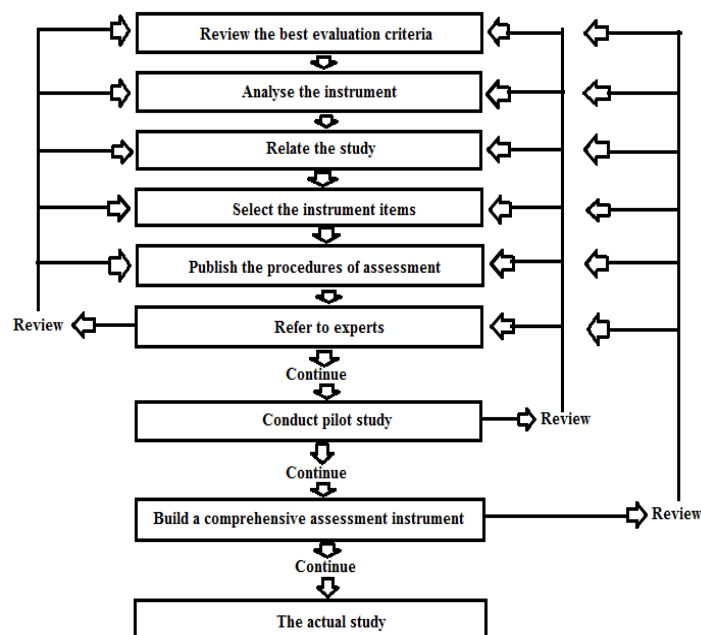 Review the best evaluation criteria
Analyse the instrument
Relate the study
Select the instrument items
Publish the procedures of assessment
Review
Refer to experts
Continue
Conduct pilot study
Review
Continue
Build a comprehensive assessment instrument
Review
Continue
The actual study